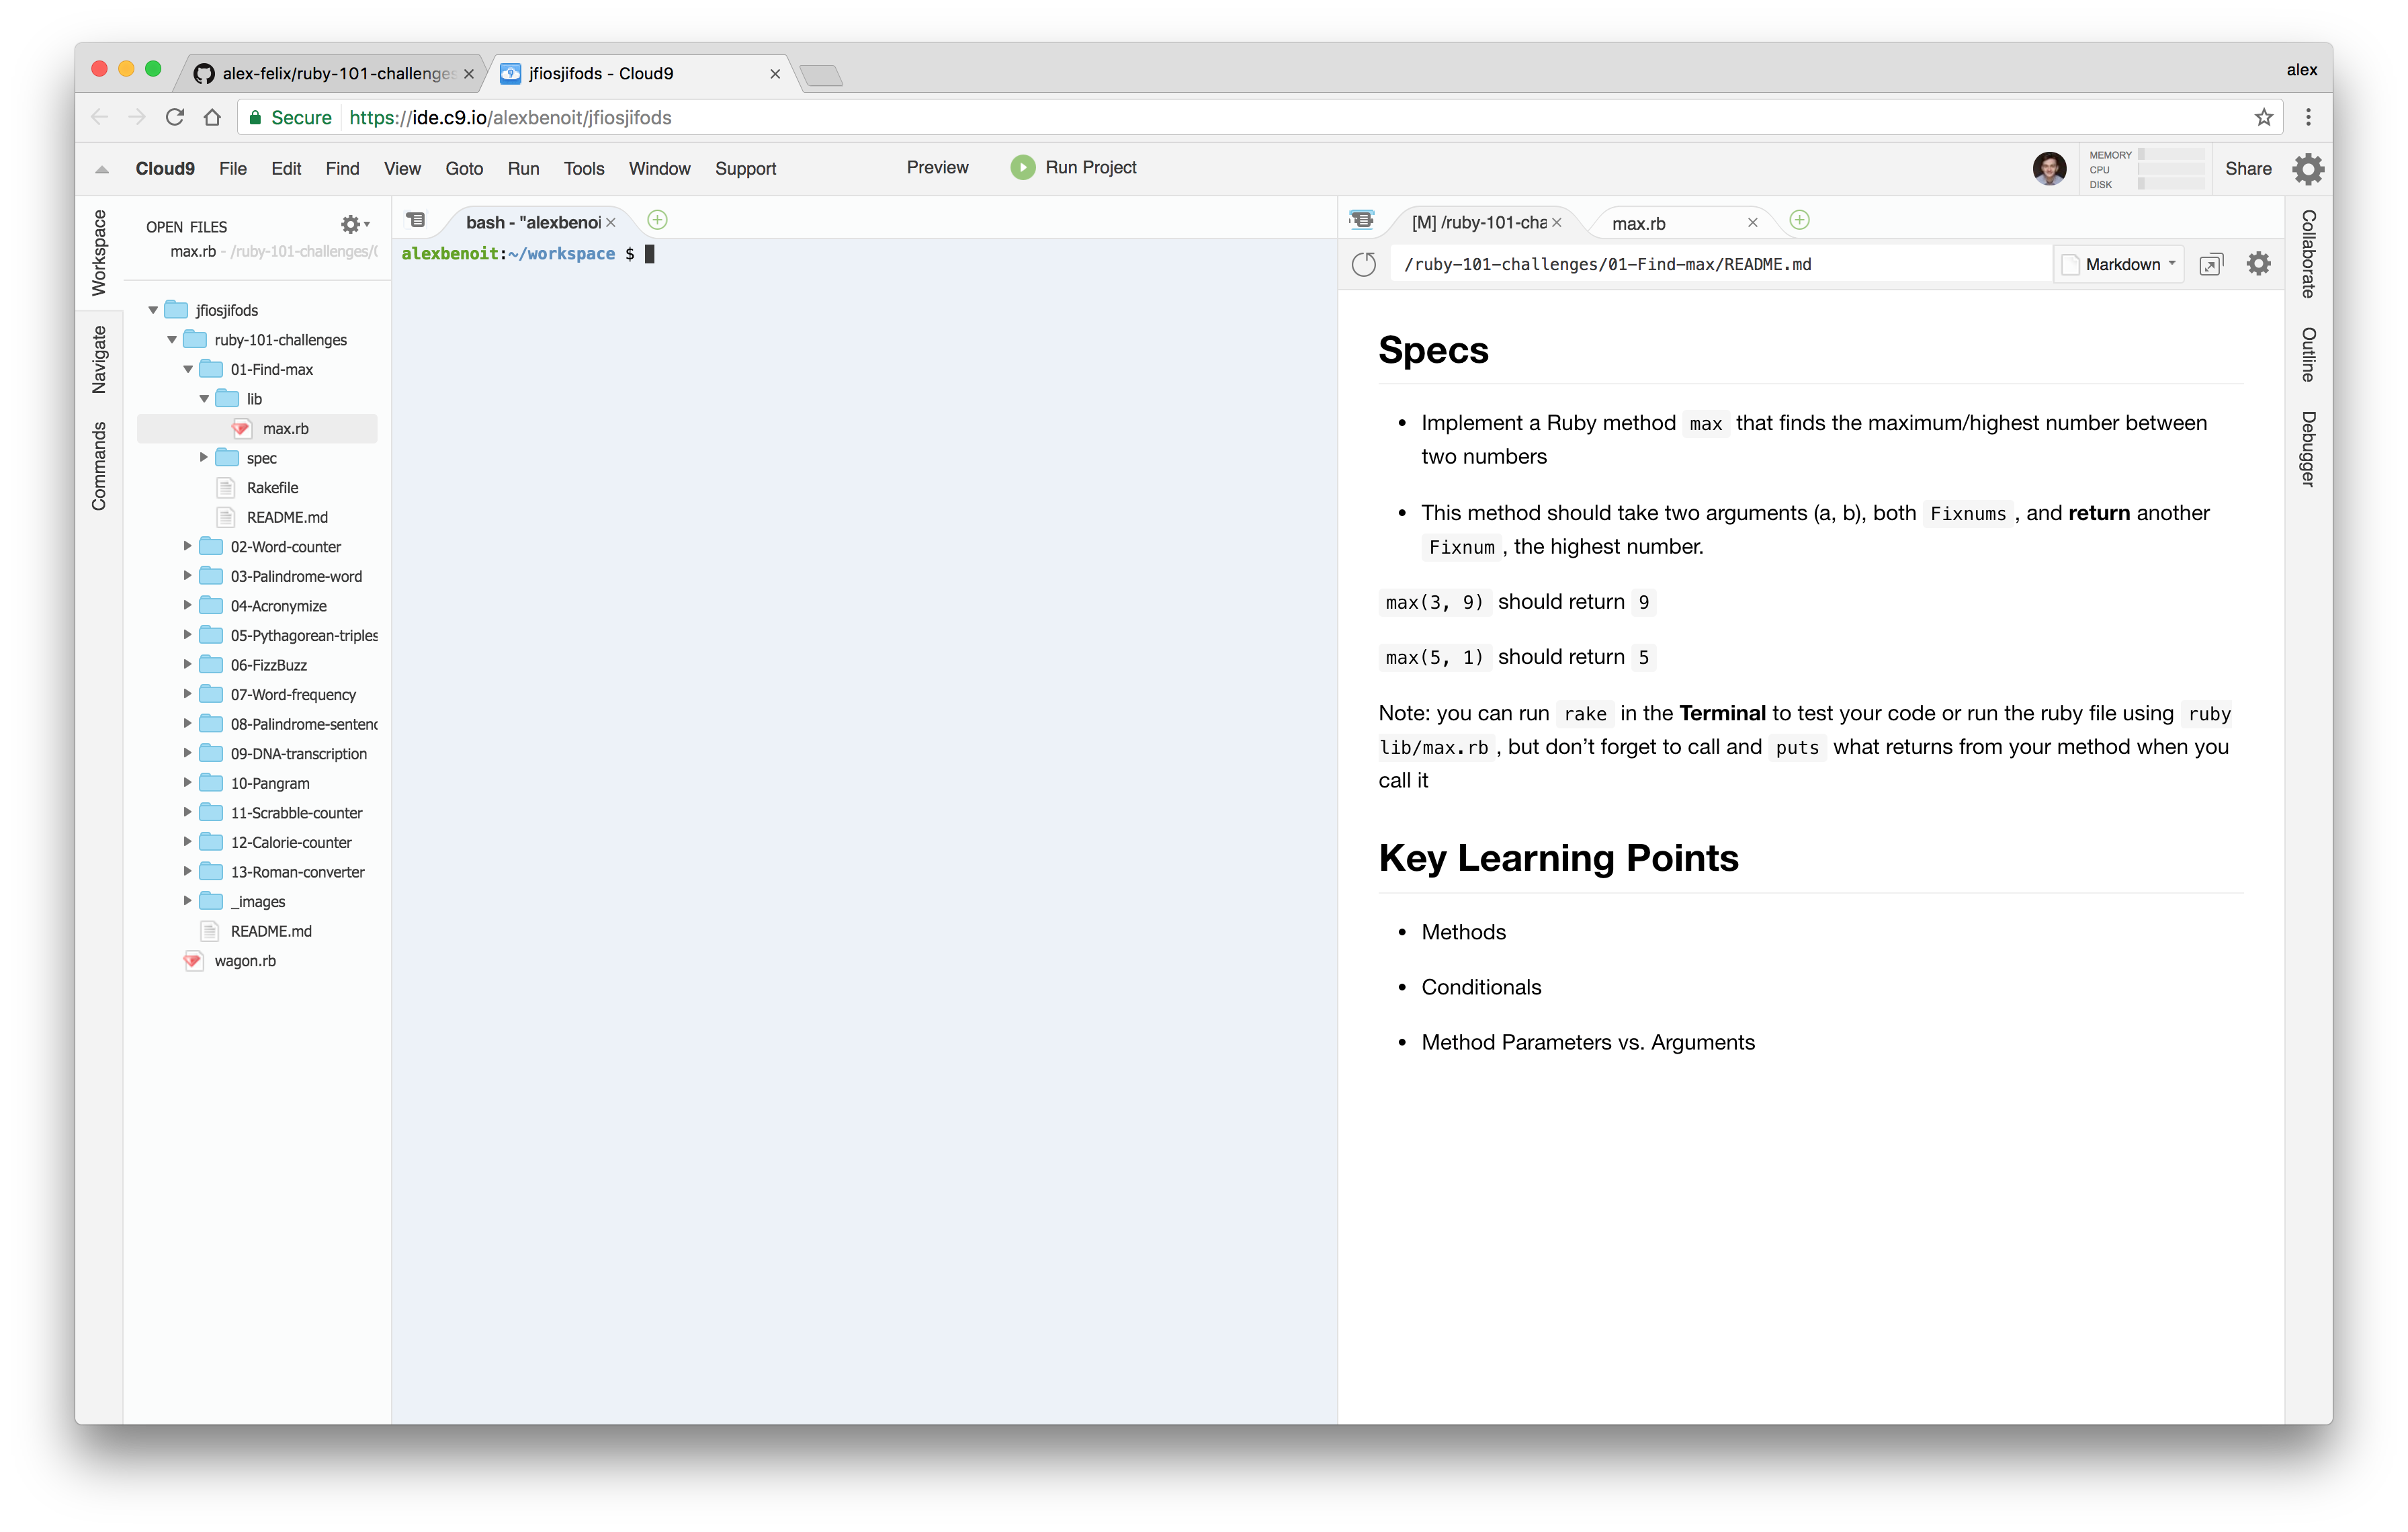 alex-felix/ruby-101-challenges
jfiosjifods - Cloud9
alex
Secure https://ide.c9.io/alexbenoit/jfiosjifods
Cloud9 File Edit Find View Goto Run Tools Window Support Preview Run Project
MEMORY
CPU
DISK
Share
Workspace
Navigate
Commands
OPEN FILES
max.rb - /ruby-101-challenges/(
jfiosjifods
ruby-101-challenges
01-Find-max
lib
max.rb
spec
Rakefile
README.md
02-Word-counter
03-Palindrome-word
04-Acronymize
05-Pythagorean-triples
06-FizzBuzz
07-Word-frequency
08-Palindrome-sentenc
09-DNA-transcription
10-Pangram
11-Scrabble-counter
12-Calorie-counter
13-Roman-converter
_images
README.md
wagon.rb
bash - "alexbenoi
alexbenoit:~/workspace $
[M] /ruby-101-cha
max.rb
/ruby-101-challenges/01-Find-max/README.md
Markdown
Specs
• Implement a Ruby method max that finds the maximum/highest number between
two numbers
• This method should take two arguments (a, b), both Fixnums , and return another
Fixnum , the highest number.
max(3, 9) should return 9
max(5, 1) should return 5
Note: you can run rake in the Terminal to test your code or run the ruby file using ruby
lib/max.rb , but don’t forget to call and puts what returns from your method when you
call it
Key Learning Points
• Methods
• Conditionals
• Method Parameters vs. Arguments
Collaborate
Outline
Debugger